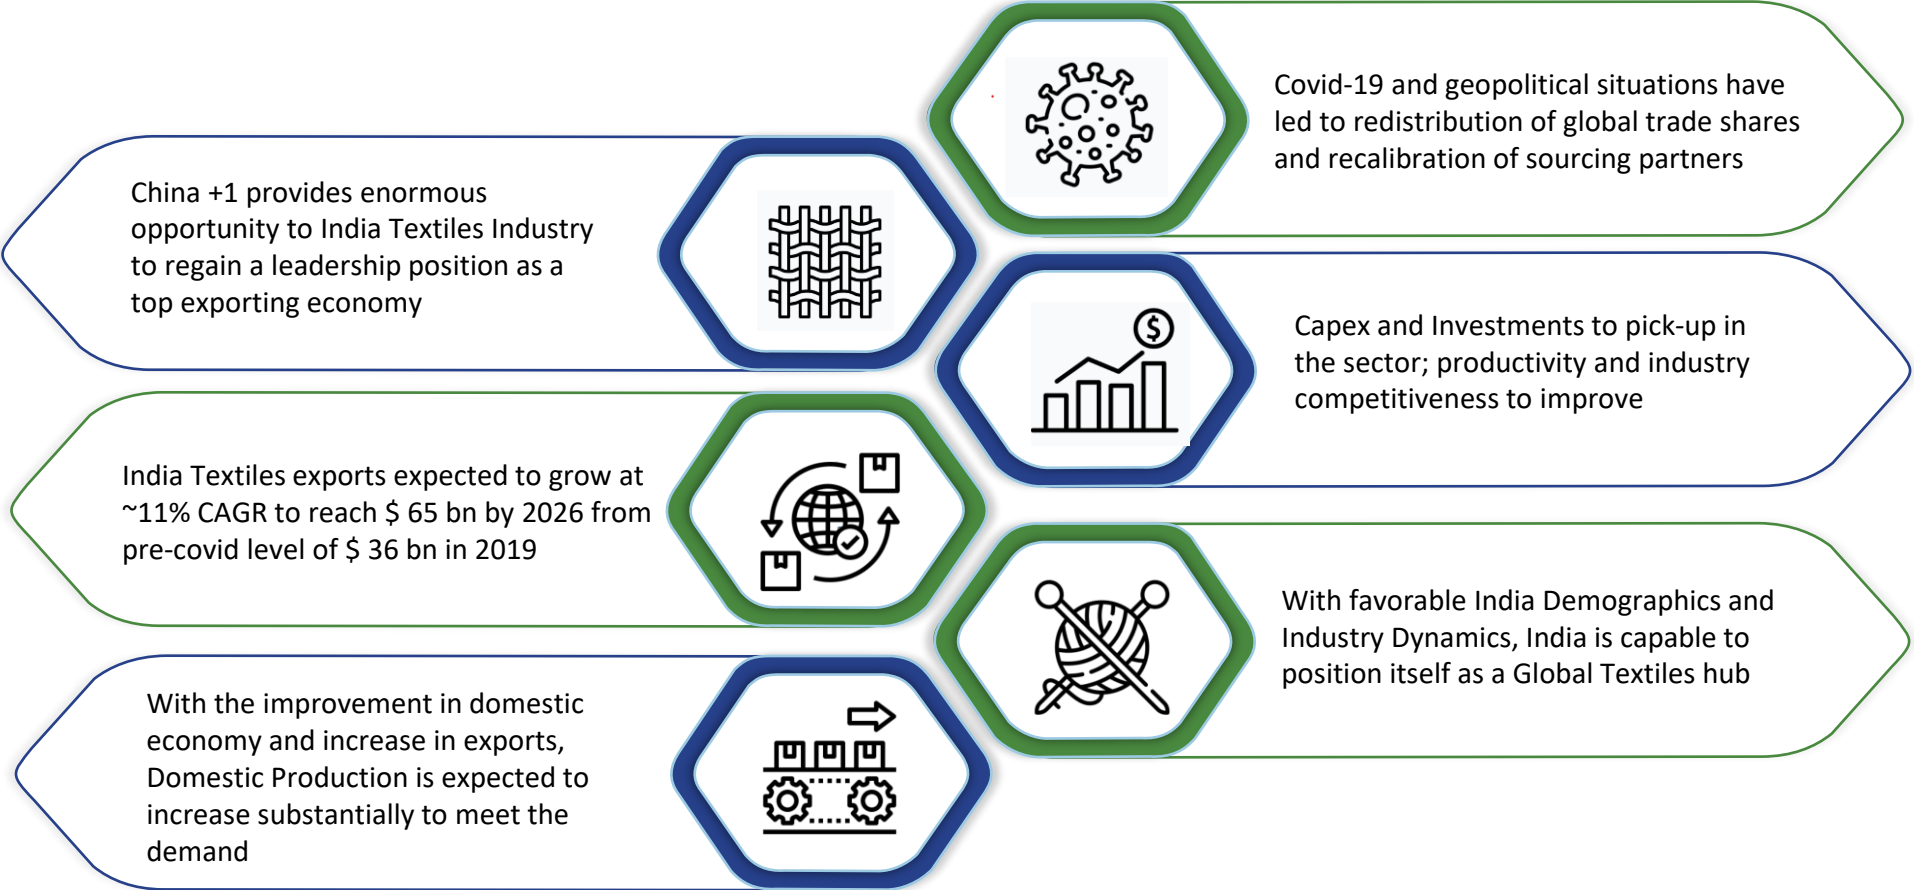 Covid-19 and geopolitical situations have
led to redistribution of global trade shares
and recalibration of sourcing partners
China +1 provides enormous
opportunity to India Textiles Industry
to regain a leadership position as a
top exporting economy
$
Capex and Investments to pick-up in
the sector; productivity and industry
competitiveness to improve
India Textiles exports expected to grow at
~11% CAGR to reach $ 65 bn by 2026 from
pre-covid level of $ 36 bn in 2019
With favorable India Demographics and
Industry Dynamics, India is capable to
position itself as a Global Textiles hub
With the improvement in domestic
economy and increase in exports,
Domestic Production is expected to
increase substantially to meet the
demand